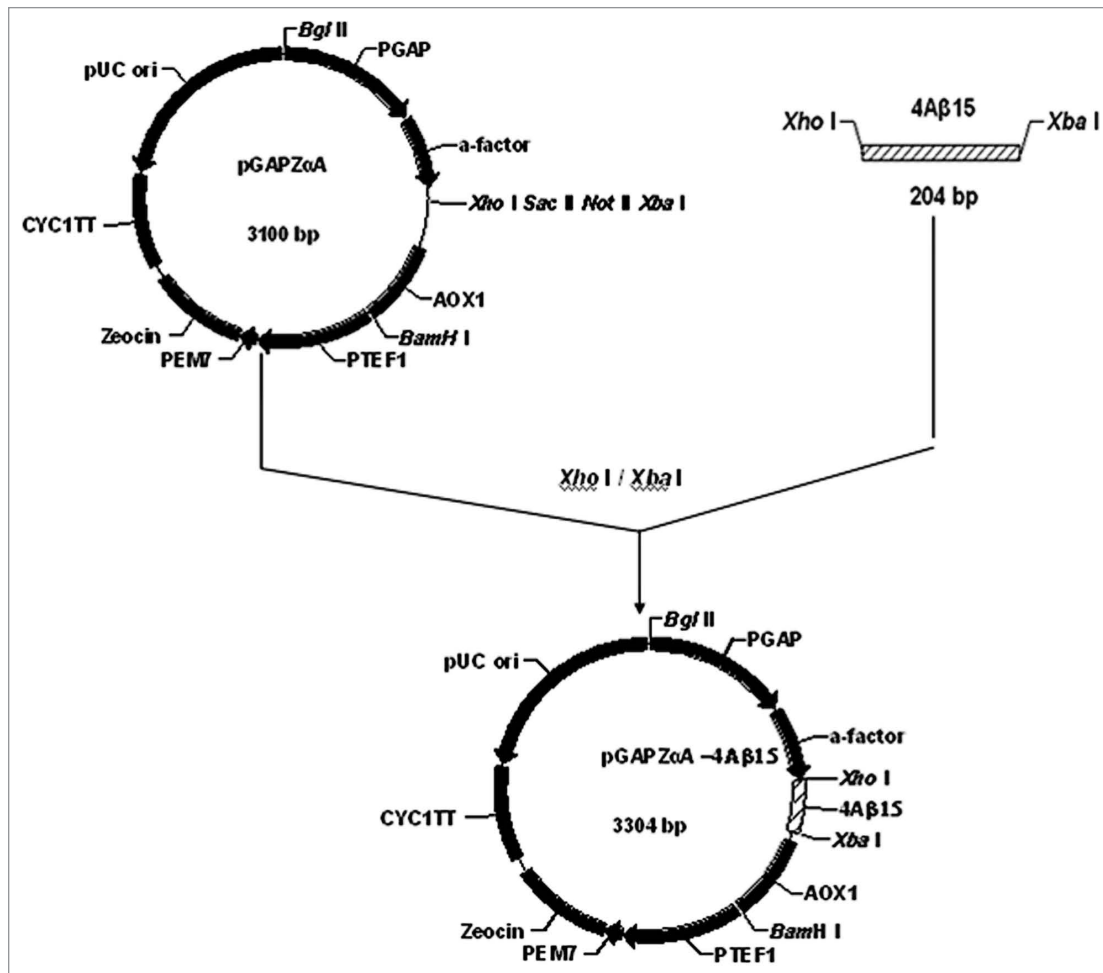 Bgl II
PGAP
pUC ori
a-factor
pGAPZαA
3100 bp
Xho I Sac II Not II Xba I
CYC1TT
AOX1
Zeocin
BamH I
PEM7
PTEF1
4Aβ15
Xho I
Xba I
204 bp
Xho I / Xba I
Bgl II
PGAP
pUC ori
a-factor
pGAPZαA –4Aβ15
Xho I
4Aβ15
3304 bp
CYC1TT
Xba I
AOX1
Zeocin
BamH I
PEM7
PTEF1